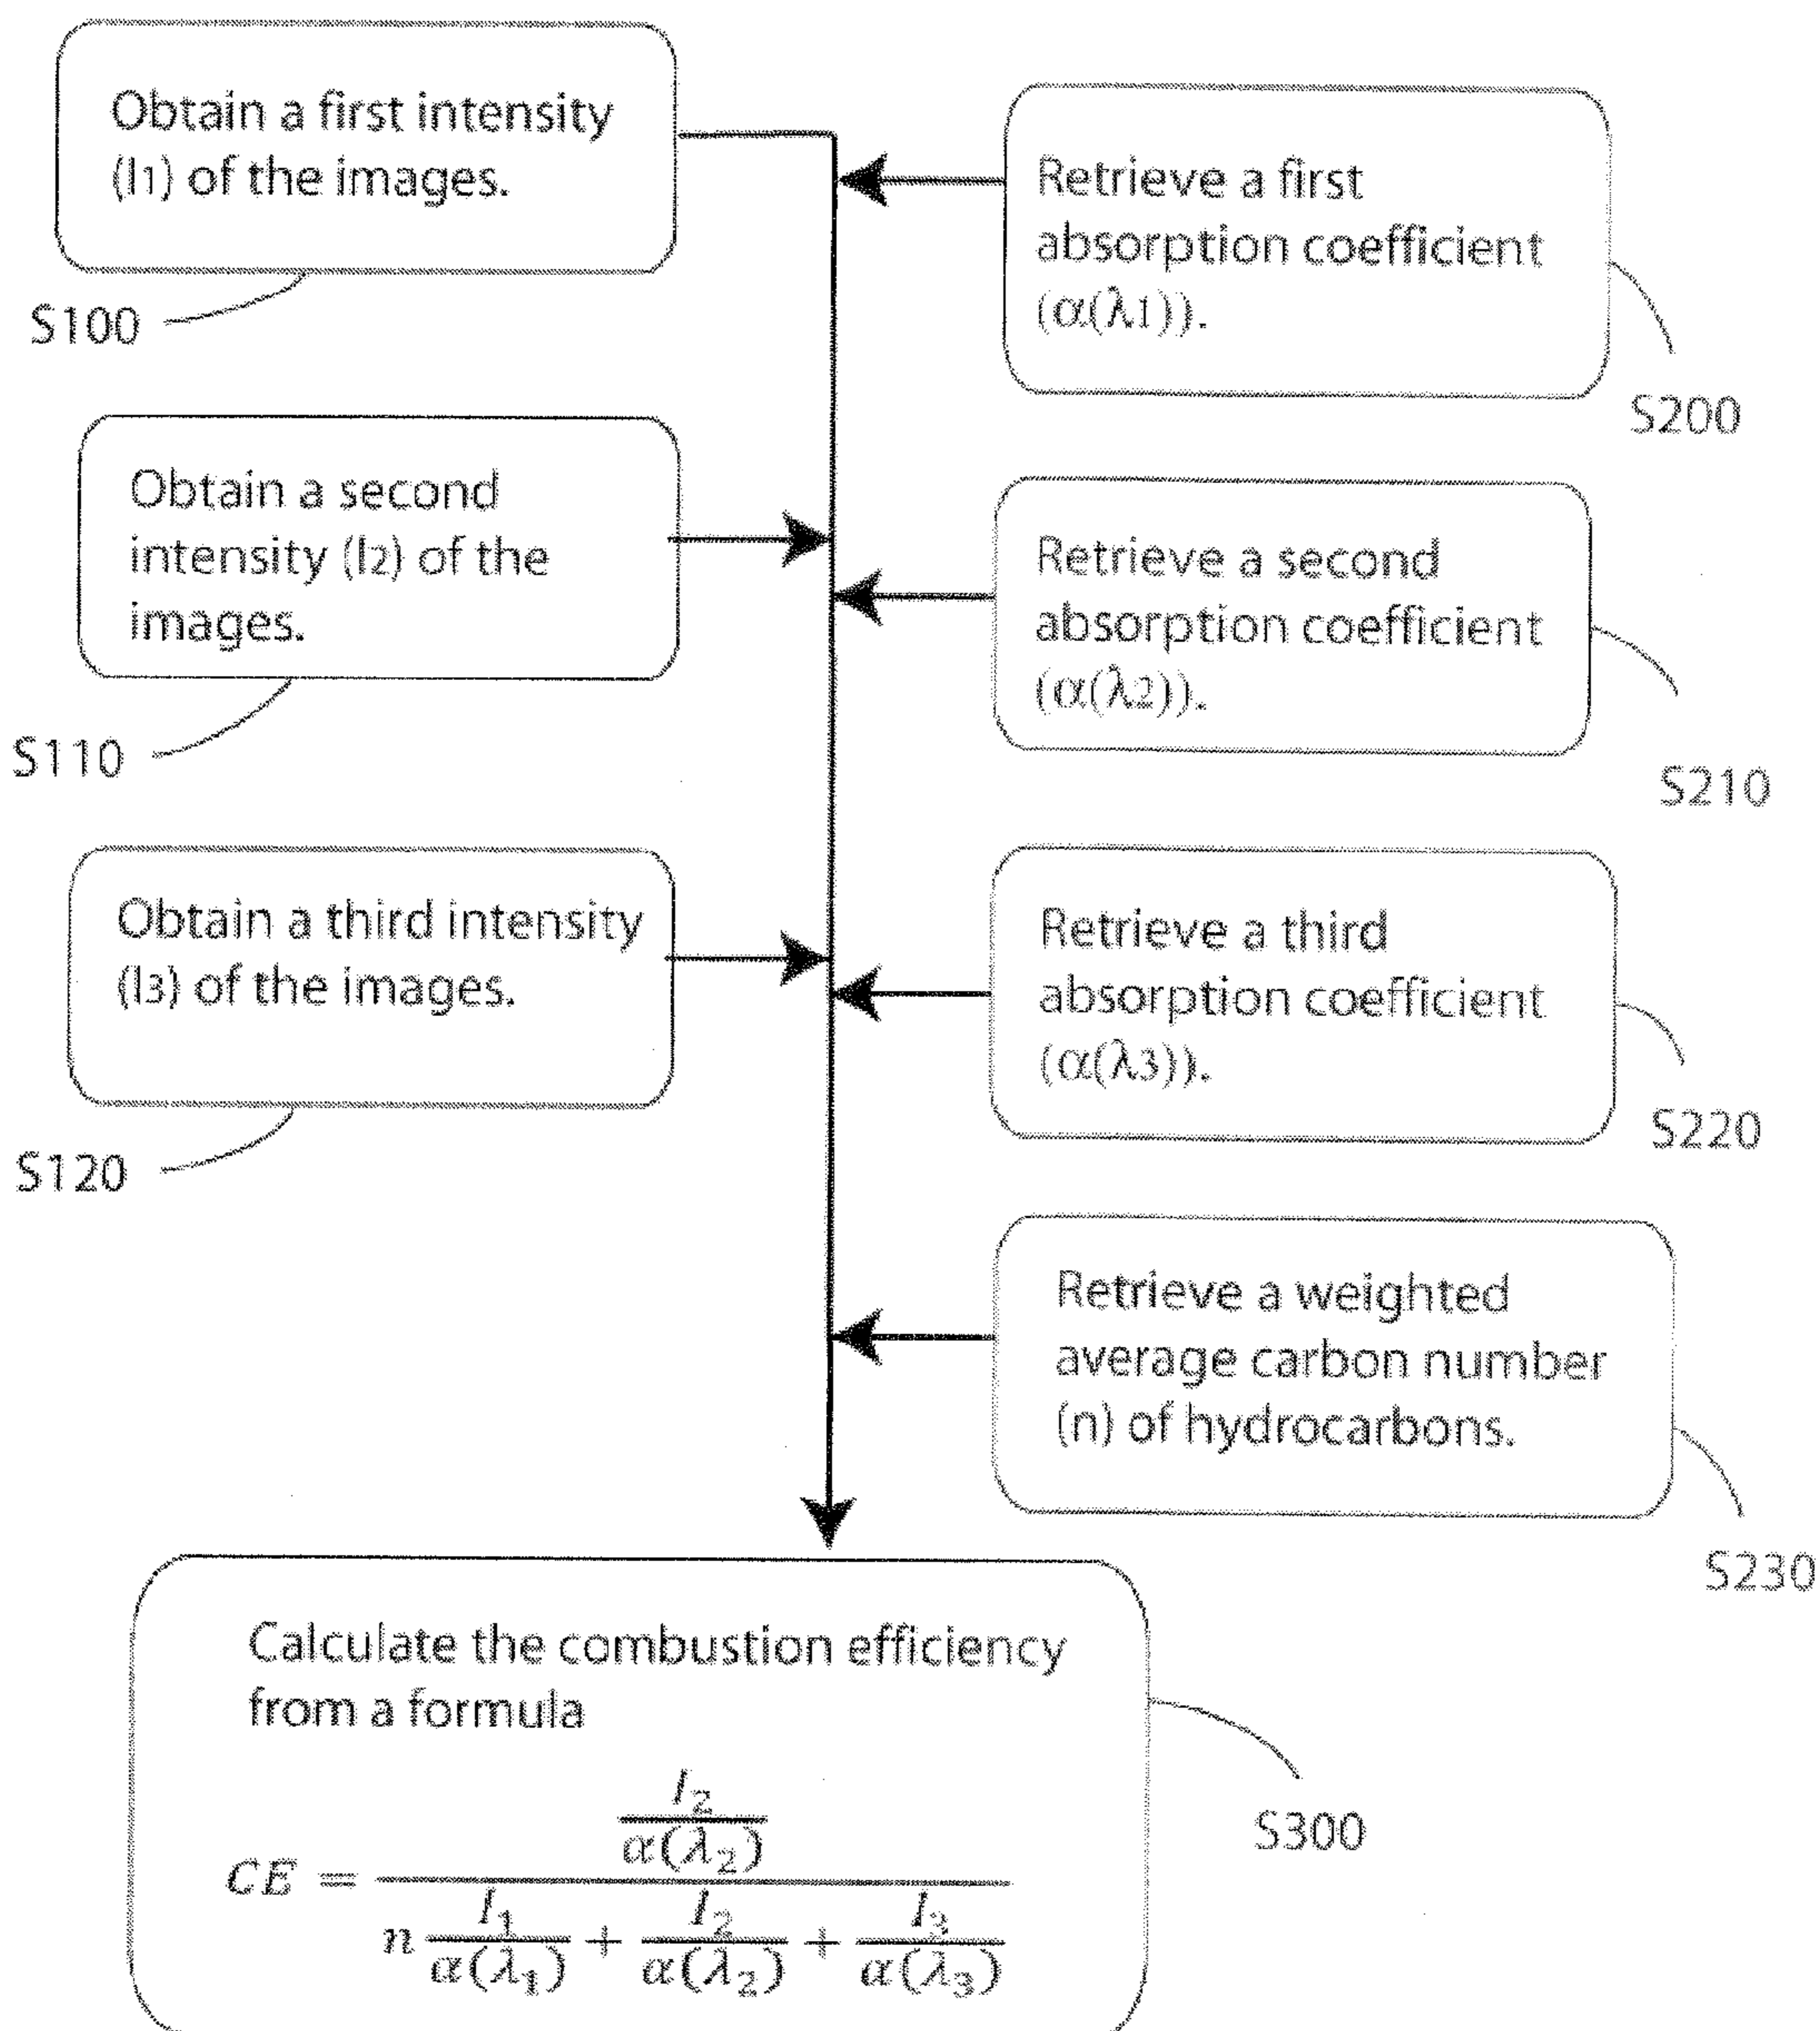 Obtain a first intensity
(I1) of the images.
S100
Retrieve a first
absorption coefficient
(α(λ1)).
S200
Obtain a second
intensity (I2) of the
images.
S110
Retrieve a second
absorption coefficient
(α(λ2)).
S210
Obtain a third intensity
(I3) of the images.
S120
Retrieve a third
absorption coefficient
(α(λ3)).
S220
Retrieve a weighted
average carbon number
(n) of hydrocarbons.
S230
Calculate the combustion efficiency
from a formula
I₂
α(λ₂)
CE =
n I₁ + I₂ + I₃
α(λ₁) α(λ₂) α(λ₃)
S300